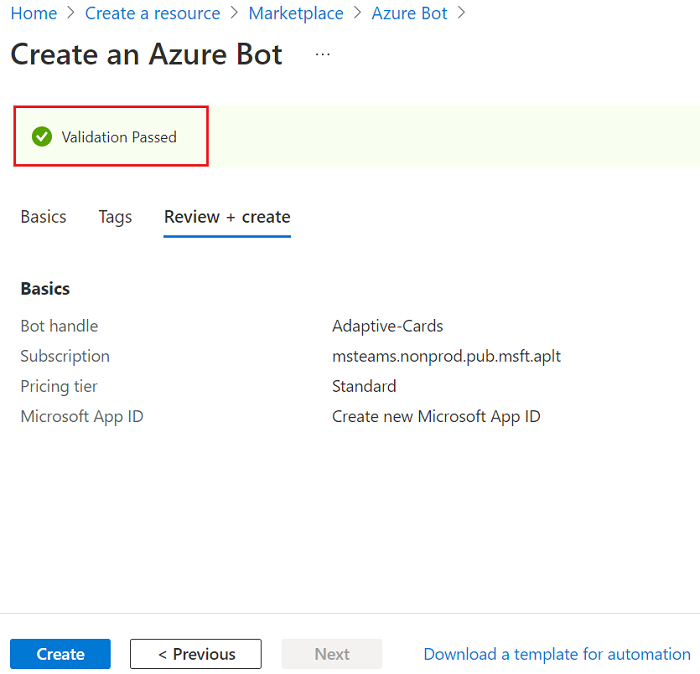 Home > Create a resource > Marketplace > Azure Bot >
Create an Azure Bot ...
Validation Passed
Basics Tags Review + create
Basics
Bot handle Adaptive-Cards
Subscription msteams.nonprod.pub.msft.aplt
Pricing tier Standard
Microsoft App ID Create new Microsoft App ID
Create < Previous Next Download a template for automation